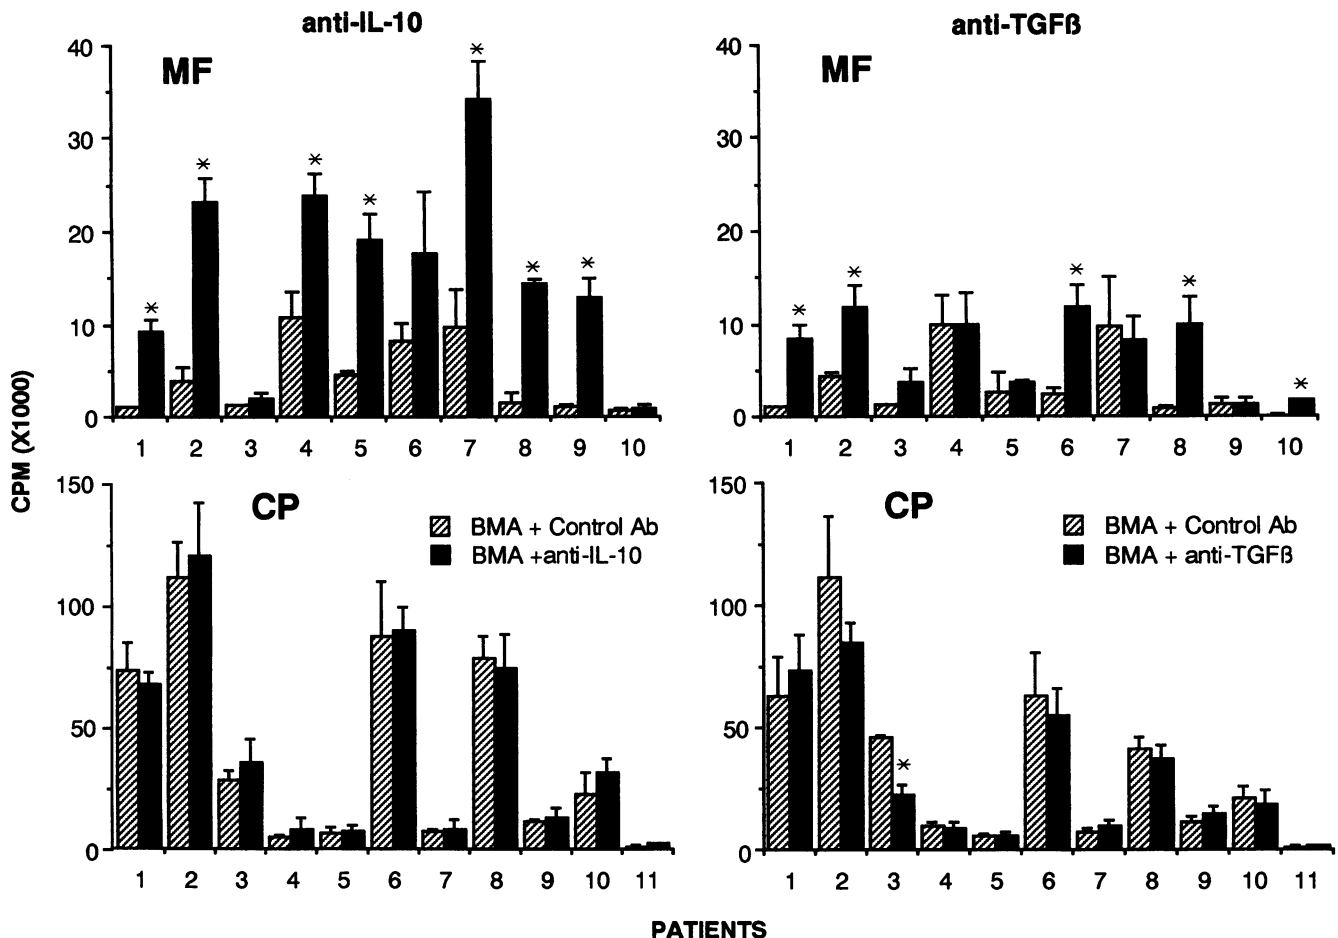 anti-IL-10
anti-TGFß
MF
MF
40
30
20
10
0
* * * * * * *
1 2 3 4 5 6 7 8 9 10
40
30
20
10
0
* * * * *
1 2 3 4 5 6 7 8 9 10
CPM (X1000)
CP
BMA + Control Ab
BMA +anti-IL-10
150
100
50
0
1 2 3 4 5 6 7 8 9 10 11
CP
BMA + Control Ab
BMA + anti-TGFß
150
100
50
0
*
1 2 3 4 5 6 7 8 9 10 11
PATIENTS